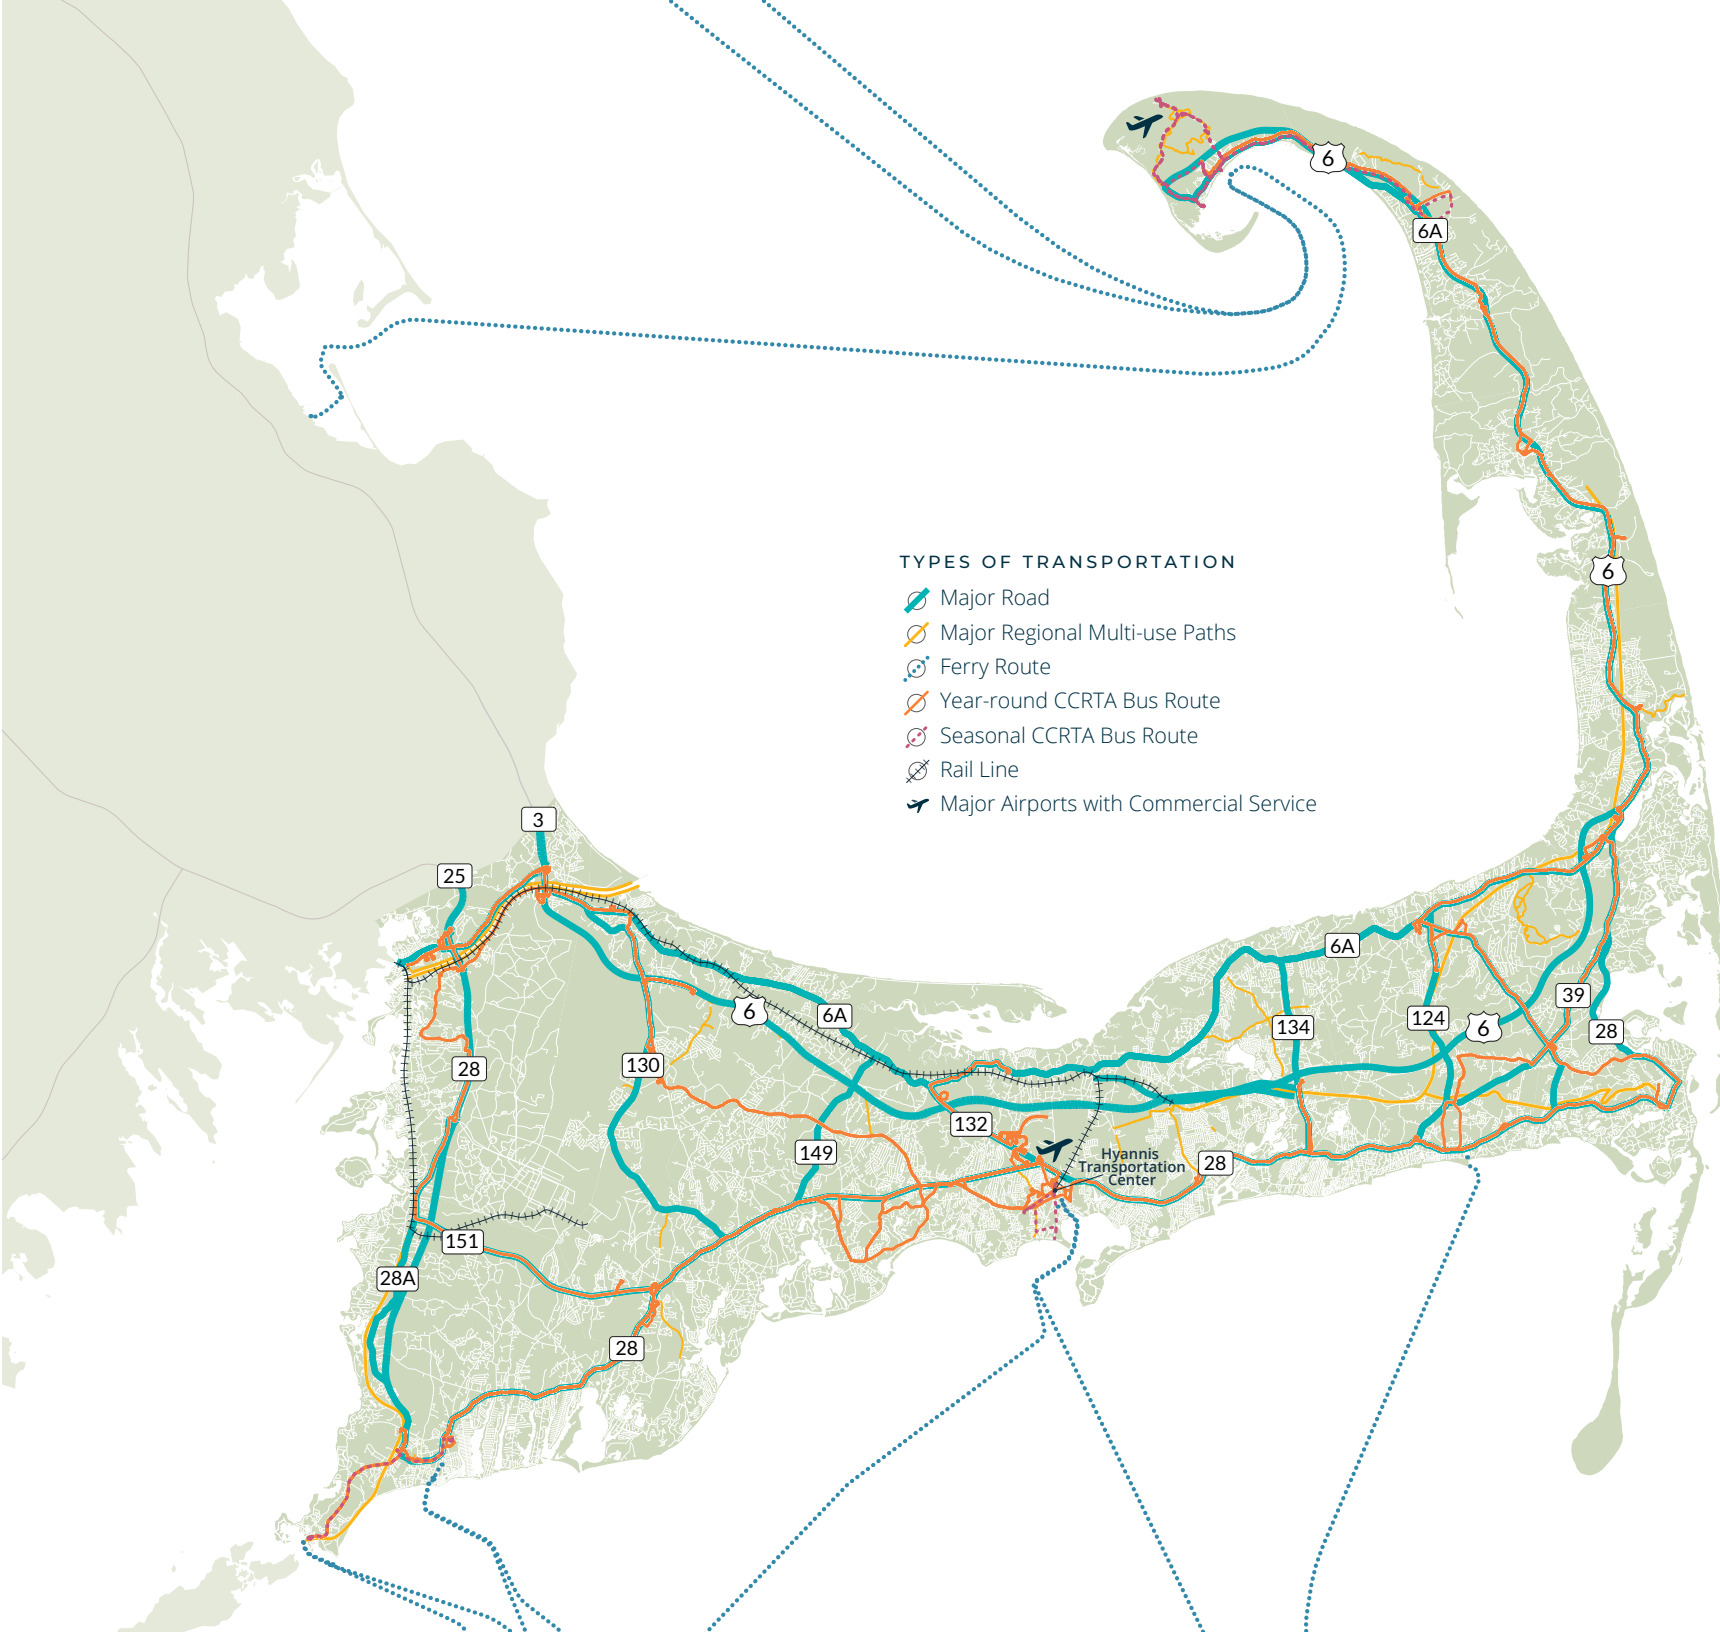 6
6A
TYPES OF TRANSPORTATION
Major Road
Major Regional Multi-use Paths
Ferry Route
Year-round CCRTA Bus Route
Seasonal CCRTA Bus Route
Rail Line
Major Airports with Commercial Service
6
3
25
6A
39
6
6A
134
124
6
28
28
130
132
149
Hyannis
Transportation
Center
28
151
28A
28